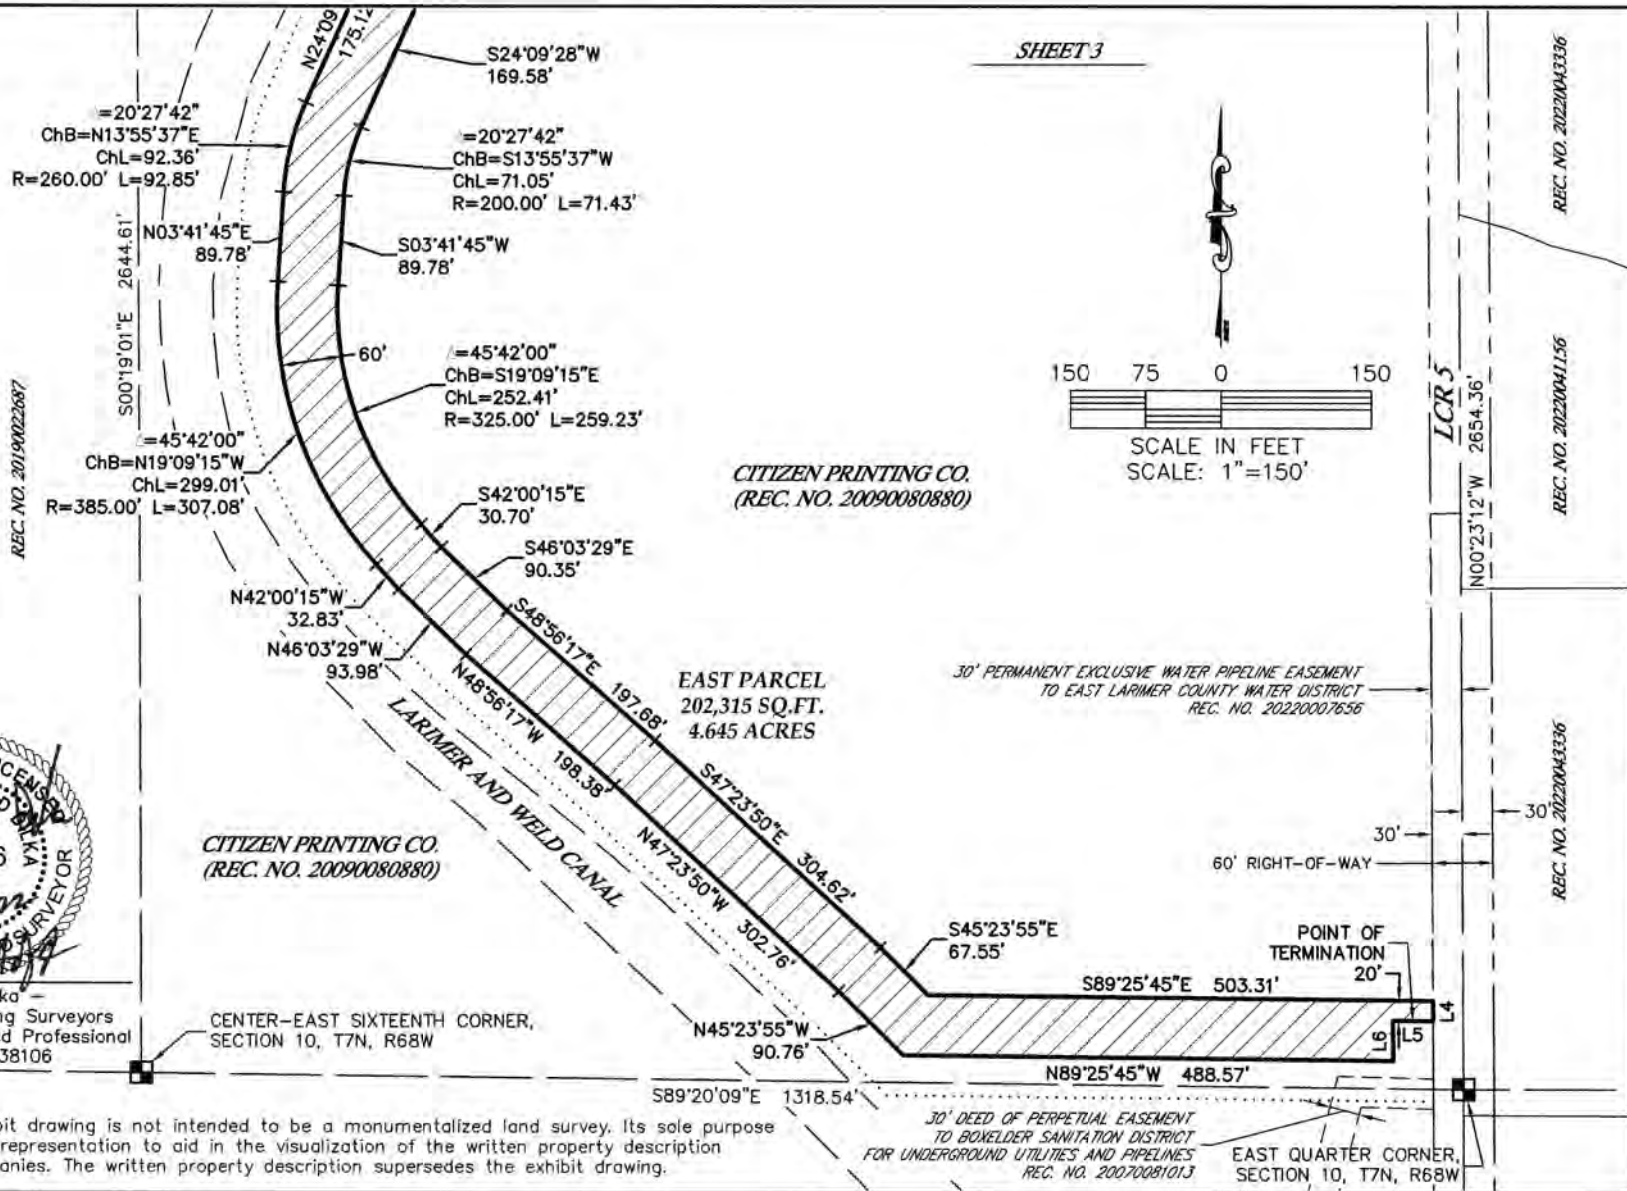 SHEET 3
N24°09
175.12
S24°09'28"W
169.58'
=20°27'42"
ChB=N13°55'37"E
ChL=92.36'
R=260.00' L=92.85'
=20°27'42"
ChB=S13°55'37"W
ChL=71.05'
R=200.00' L=71.43'
N03°41'45"E
89.78'
S03°41'45"W
89.78'
S00°19'01"E 2644.61'
REC. NO. 20190022687
60'
=45°42'00"
ChB=S19°09'15"E
ChL=252.41'
R=325.00' L=259.23'
=45°42'00"
ChB=N19°09'15"W
ChL=299.01'
R=385.00' L=307.08'
150 75 0 150
SCALE IN FEET
SCALE: 1"=150'
CITIZEN PRINTING CO.
(REC. NO. 20090080880)
LCR 5
N00°23'12"W 2654.36'
REC. NO. 20220043336
REC. NO. 20220041156
REC. NO. 20220043336
S42°00'15"E
30.70'
S46°03'29"E
90.35'
N42°00'15"W
32.83'
N46°03'29"W
93.98'
S48°56'17"E 197.68'
N48°56'17"W 198.38'
EAST PARCEL
202,315 SQ.FT.
4.645 ACRES
30' PERMANENT EXCLUSIVE WATER PIPELINE EASEMENT
TO EAST LARIMER COUNTY WATER DISTRICT
REC. NO. 20220007656
LARIMER AND WELD CANAL
S47°23'50"E 304.62'
N47°23'50"W 302.76'
30'
30'
60' RIGHT-OF-WAY
CITIZEN PRINTING CO.
(REC. NO. 20090080880)
S45°23'55"E
67.55'
POINT OF
TERMINATION
20'
S89°25'45"E 503.31'
L4
L5
L6
N45°23'55"W
90.76'
N89°25'45"W 488.57'
CENTER-EAST SIXTEENTH CORNER,
SECTION 10, T7N, R68W
S89°20'09"E 1318.54'
SURVEYOR
ka –
ng Surveyors
d Professional
38106
30' DEED OF PERPETUAL EASEMENT
TO BOXELDER SANITATION DISTRICT
FOR UNDERGROUND UTILITIES AND PIPELINES
REC. NO. 20070081013
EAST QUARTER CORNER,
SECTION 10, T7N, R68W
bit drawing is not intended to be a monumentalized land survey. Its sole purpose
representation to aid in the visualization of the written property description
anies. The written property description supersedes the exhibit drawing.